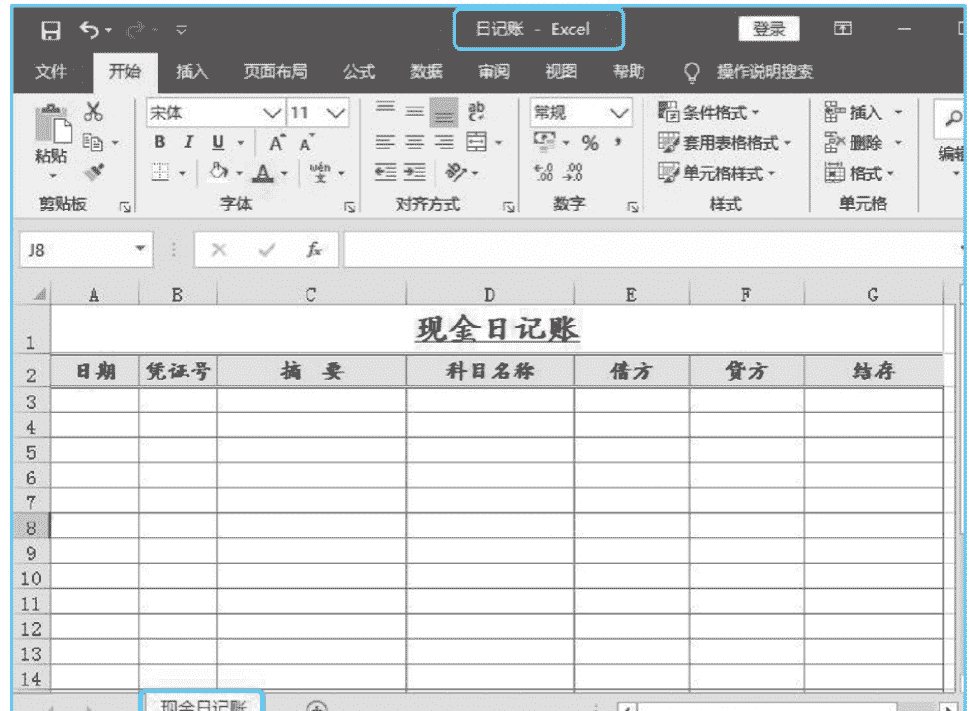 日记账 - Excel 登录
文件 开始 插入 页面布局 公式 数据 审阅 视图 帮助 操作说明搜索
宋体 11 ab 常规 条件格式 插入
粘贴 B I U A A % 套用表格格式 删除 编辑
A wén 文 .00 .00 单元格样式 格式
剪贴板 字体 对齐方式 数字 样式 单元格
J8 fx
A B C D E F G
1 现金日记账
2 日期 凭证号 摘 要 科目名称 借方 贷方 结存
3
4
5
6
7
8
9
10
11
12
13
14
现金日记账